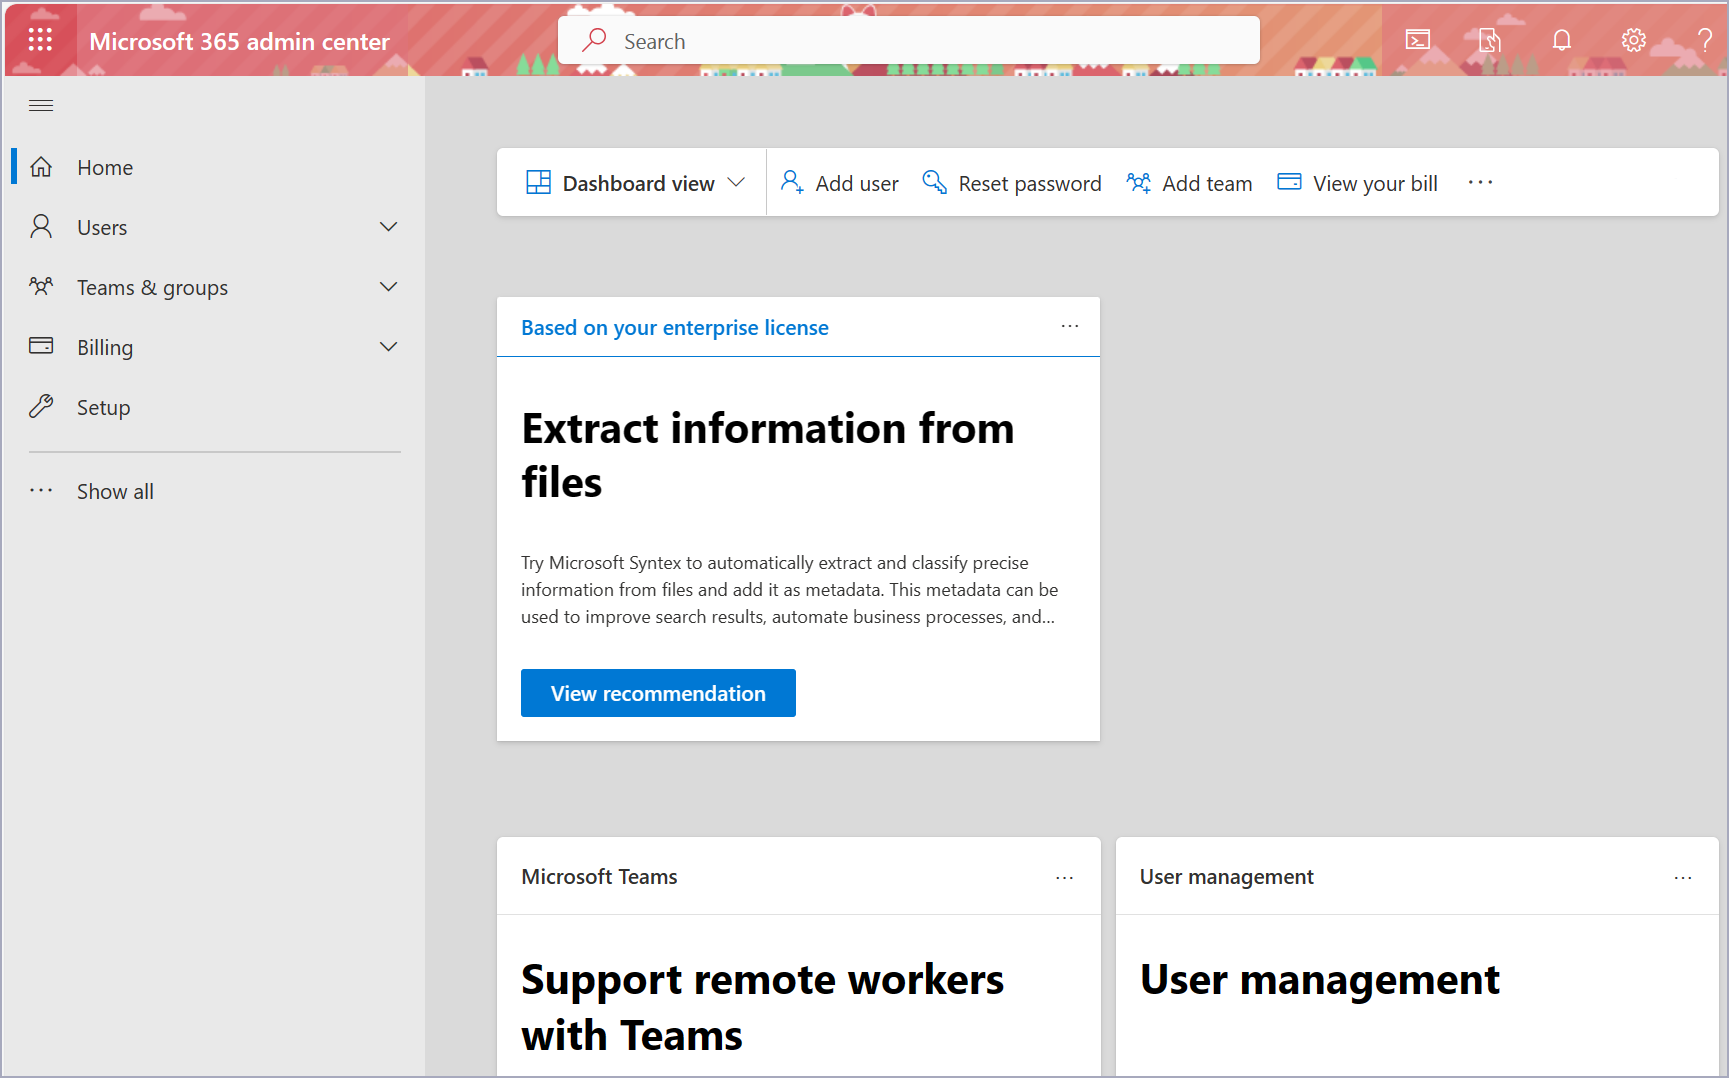 Microsoft 365 admin center
Search
Home
Users
Teams & groups
Billing
Setup
Show all
Dashboard view
Add user
Reset password
Add team
View your bill
Based on your enterprise license
Extract information from
files
Try Microsoft Syntex to automatically extract and classify precise
information from files and add it as metadata. This metadata can be
used to improve search results, automate business processes, and...
View recommendation
Microsoft Teams
Support remote workers
with Teams
User management
User management